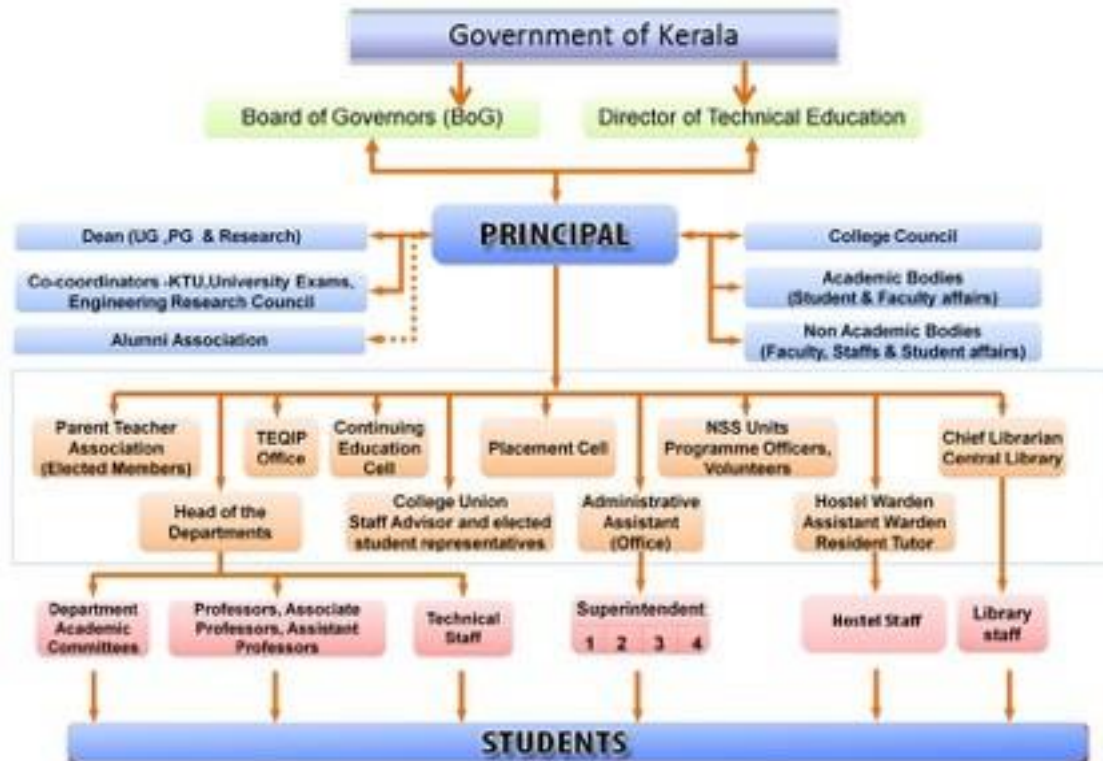 Government of Kerala
Board of Governors (BoG)
Director of Technical Education
PRINCIPAL
Dean (UG ,PG & Research)
Co-coordinators -KTU,University Exams,
Engineering Research Council
Alumni Association
College Council
Academic Bodies
(Student & Faculty affairs)
Non Academic Bodies
(Faculty, Staffs & Student affairs)
Parent Teacher
Association
(Elected Members)
TEQIP
Office
Continuing
Education
Cell
Placement Cell
NSS Units
Programme Officers,
Volunteers
Chief Librarian
Central Library
Head of the
Departments
College Union
Staff Advisor and elected
student representatives
Administrative
Assistant
(Office)
Hostel Warden
Assistant Warden
Resident Tutor
Department
Academic
Committees
Professors, Associate
Professors, Assistant
Professors
Technical
Staff
Superintendent
1 2 3 4
Hostel Staff
Library
staff
STUDENTS